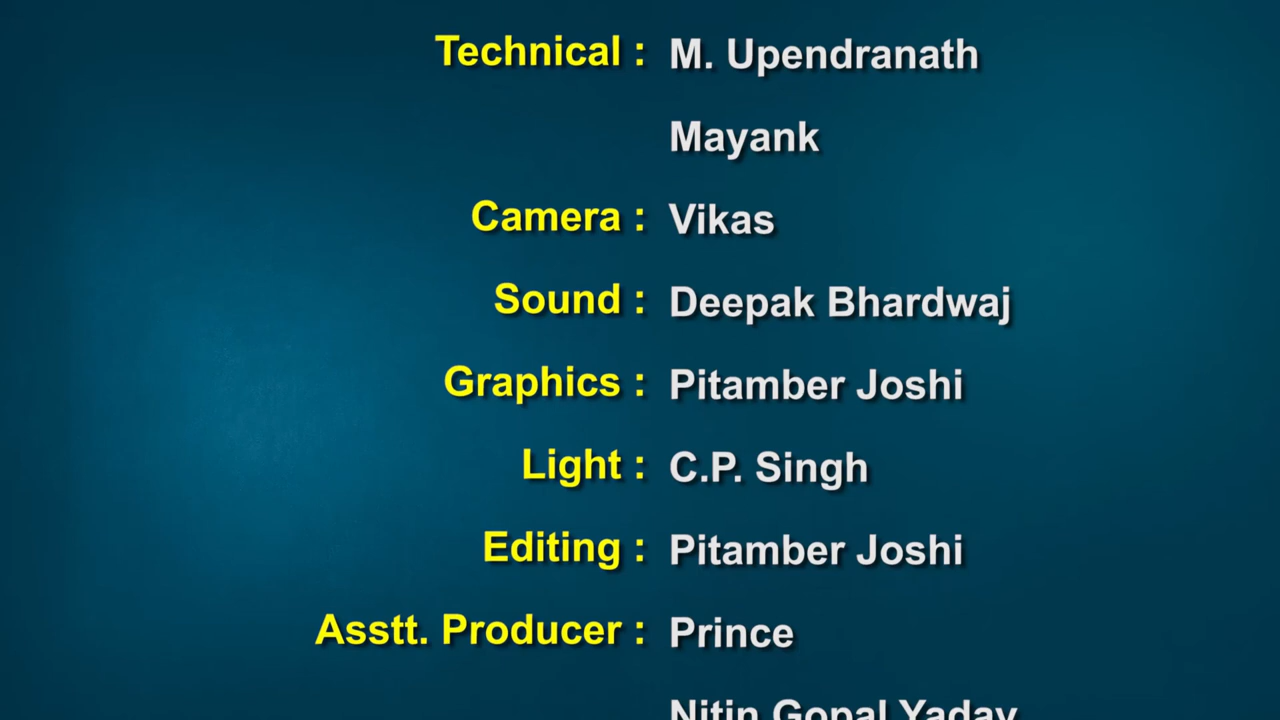 Technical : M. Upendranath
Mayank
Camera : Vikas
Sound : Deepak Bhardwaj
Graphics : Pitamber Joshi
Light : C.P. Singh
Editing : Pitamber Joshi
Asstt. Producer : Prince
Nitin Gopal Yadav